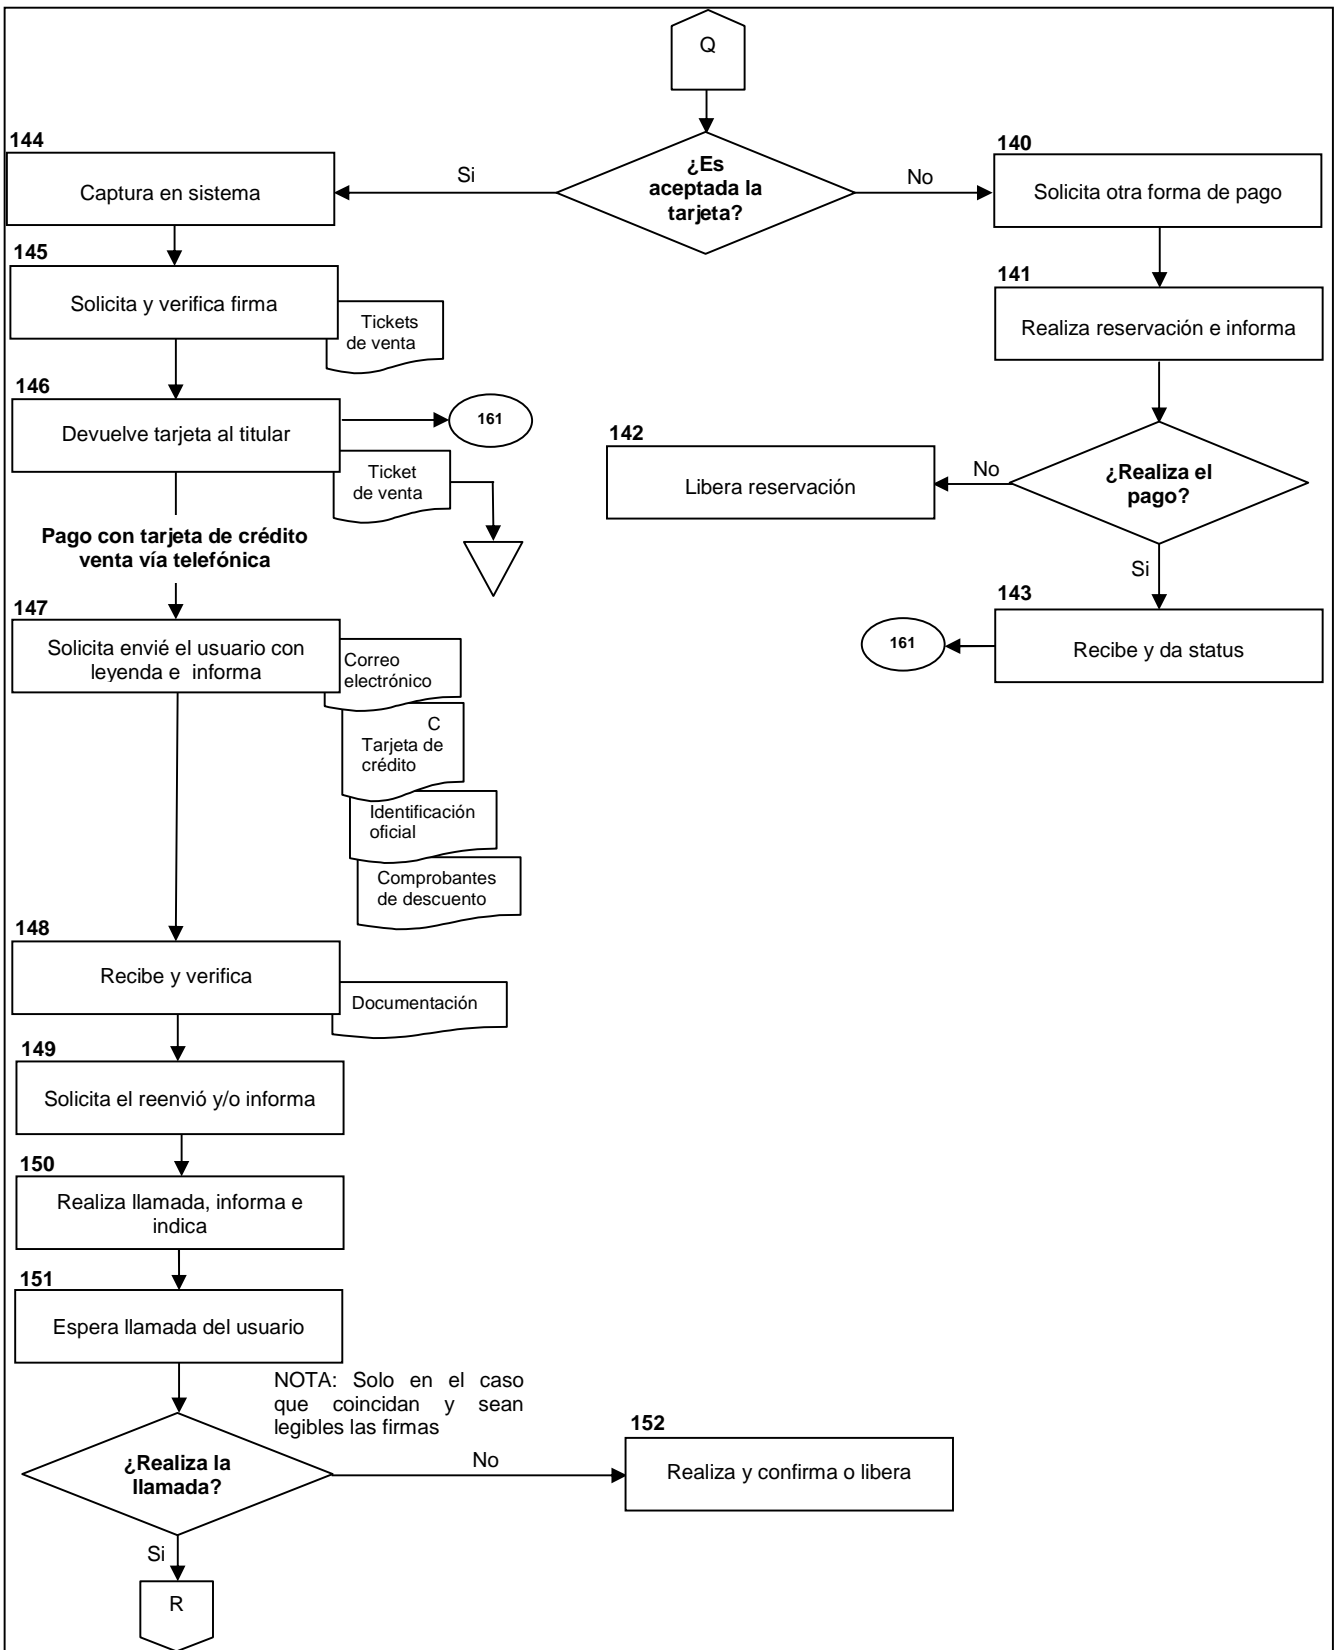 Q
144
Captura en sistema
Si
¿Es
aceptada la
tarjeta?
No
140
Solicita otra forma de pago
145
Solicita y verifica firma
Tickets
de venta
141
Realiza reservación e informa
146
Devuelve tarjeta al titular
161
Ticket
de venta
142
Libera reservación
No
¿Realiza el
pago?
Si
Pago con tarjeta de crédito
venta vía telefónica
143
Recibe y da status
161
147
Solicita envié el usuario con
leyenda e informa
Correo
electrónico
C
Tarjeta de
crédito
Identificación
oficial
Comprobantes
de descuento
148
Recibe y verifica
Documentación
149
Solicita el reenvió y/o informa
150
Realiza llamada, informa e
indica
151
Espera llamada del usuario
NOTA: Solo en el caso
que coincidan y sean
legibles las firmas
¿Realiza la
llamada?
No
152
Realiza y confirma o libera
Si
R